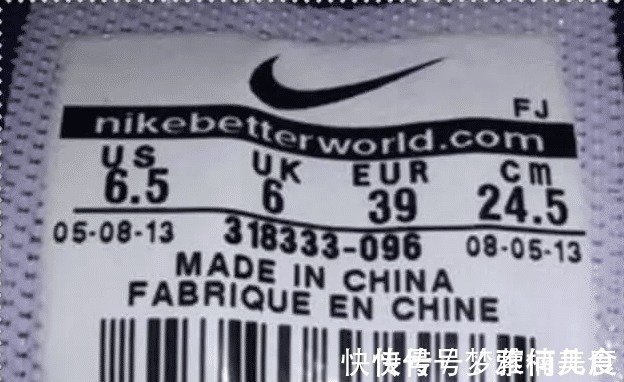 FJ
nikebetterworld.com
US UK EUR cm
6.5 6 39 24.5
05-08-13 318333-096 08-05-13
MADE IN CHINA
FABRIQUE EN CHINE